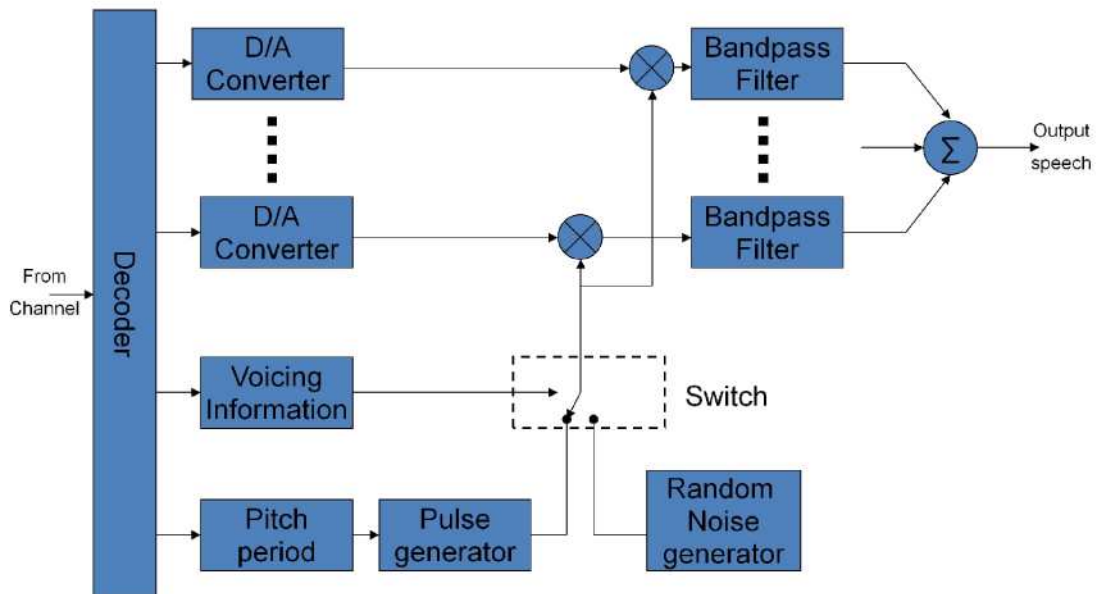 D/A
Converter
Bandpass
Filter
Σ
Output
speech
D/A
Converter
Bandpass
Filter
From
Channel
Decoder
Voicing
Information
Switch
Pitch
period
Pulse
generator
Random
Noise
generator